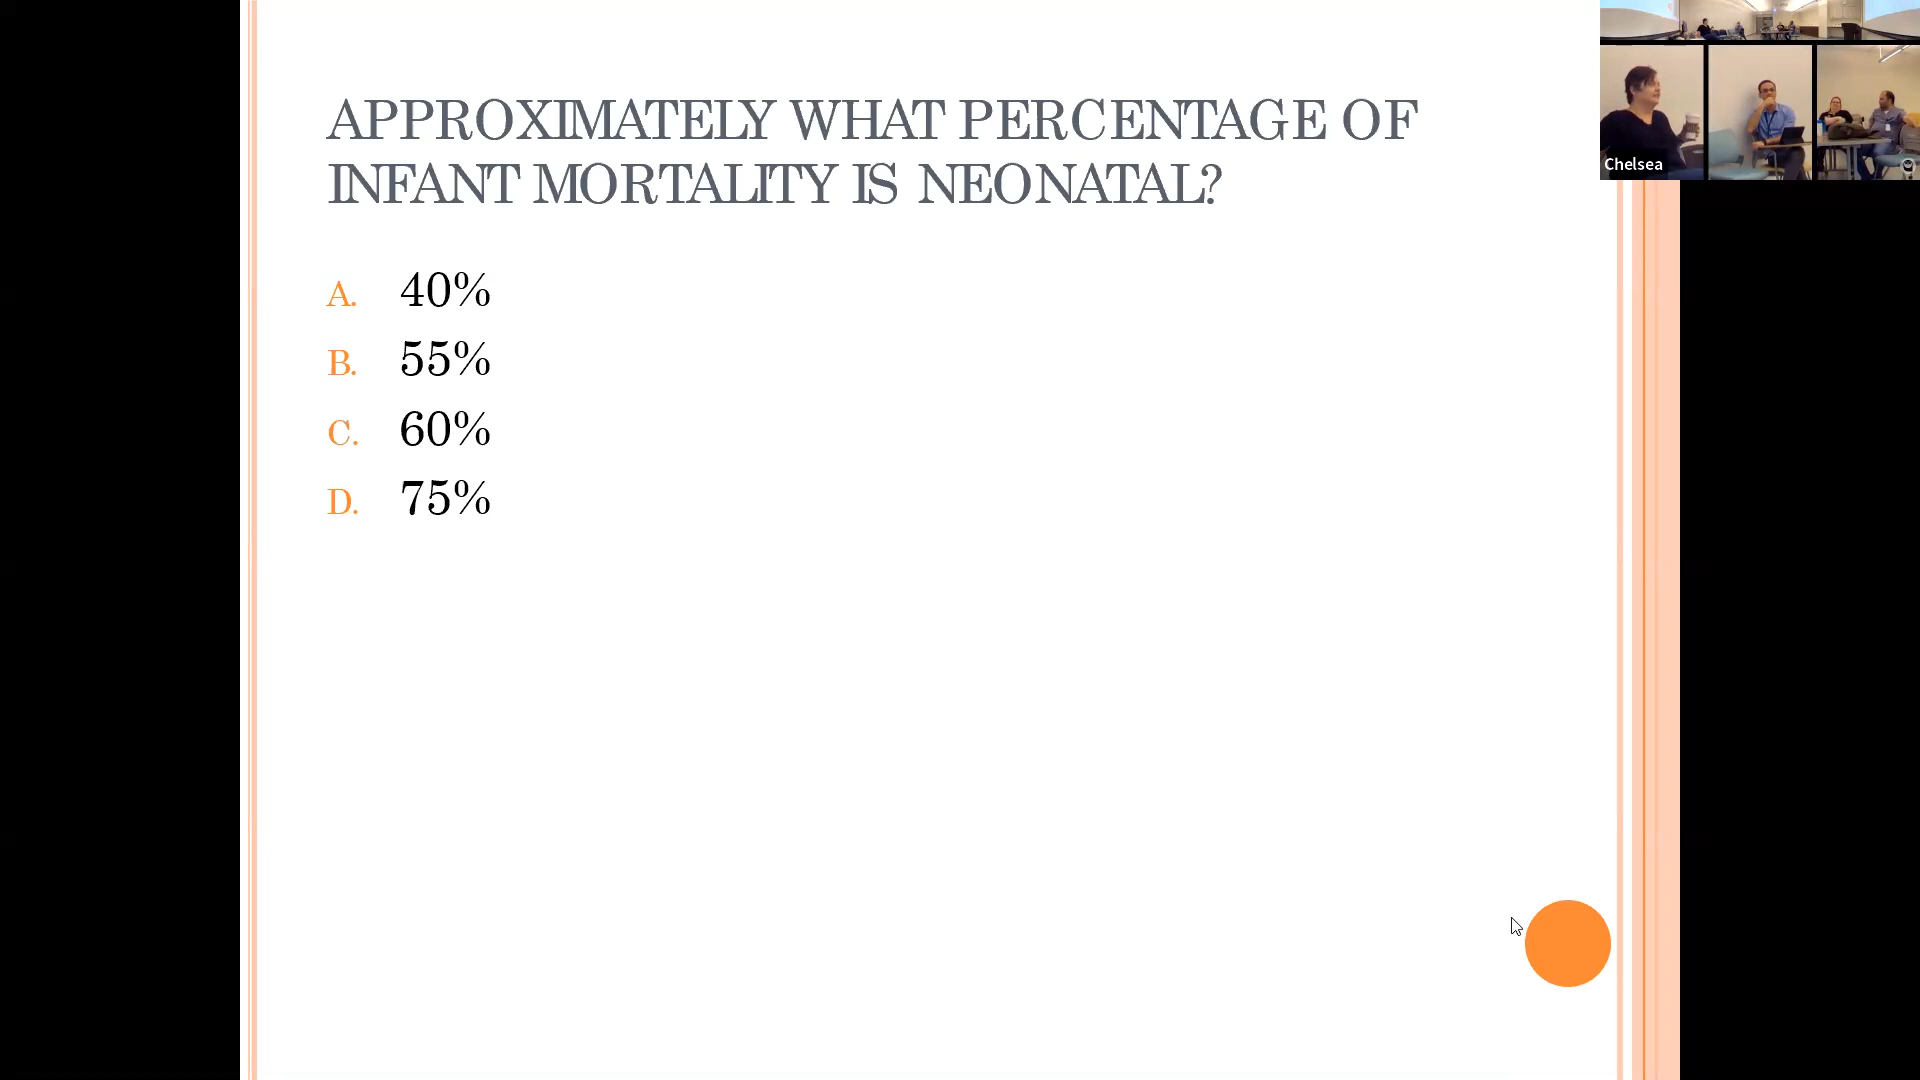 APPROXIMATELY WHAT PERCENTAGE OF
INFANT MORTALITY IS NEONATAL?
A. 40%
B. 55%
C. 60%
D. 75%
Chelsea